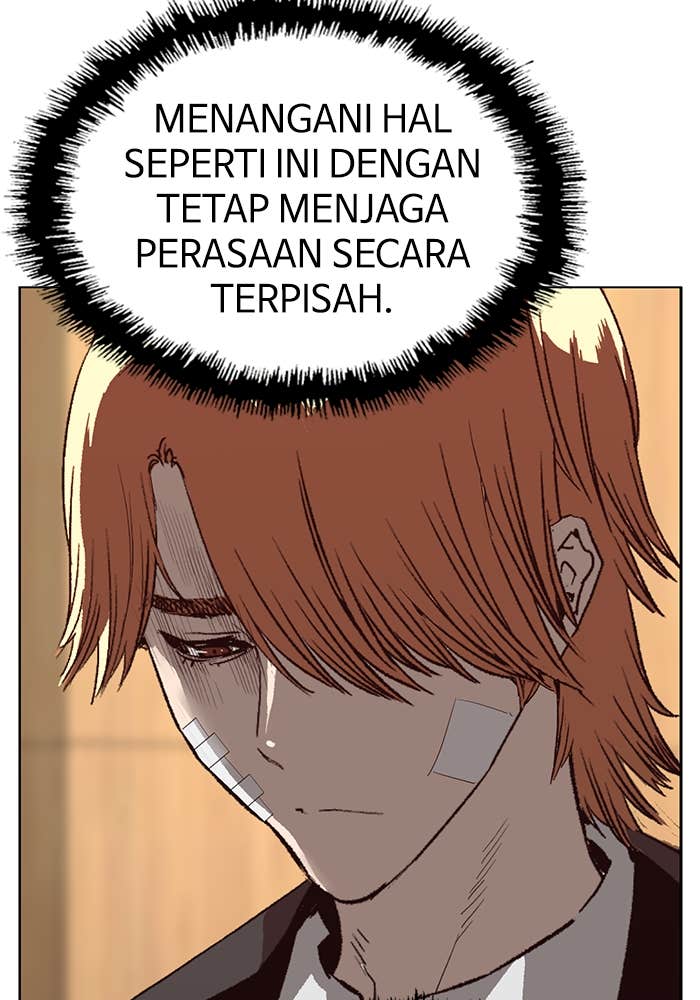 MENANGANI HAL
SEPERTI INI DENGAN
TETAP MENJAGA
PERASAAN SECARA
TERPISAH.